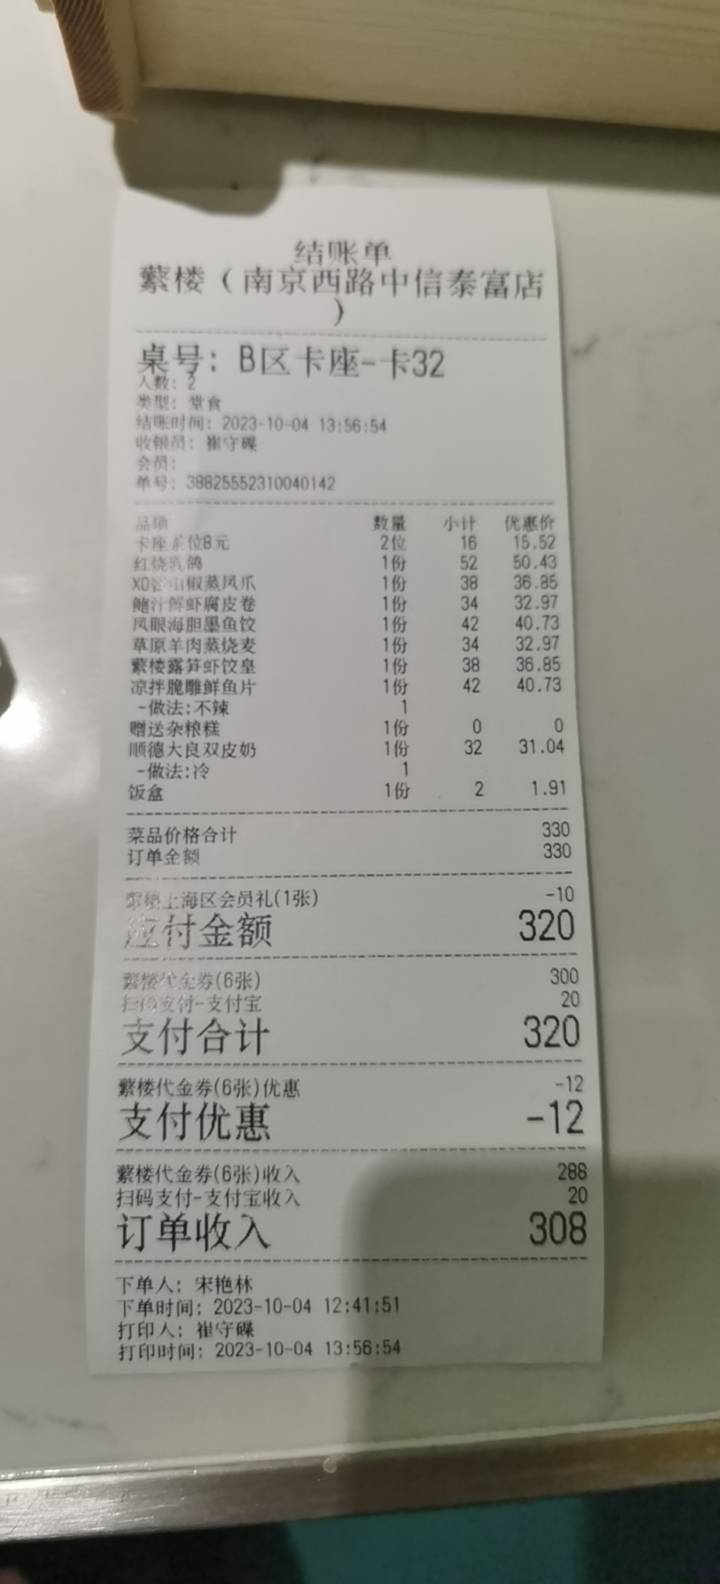 结账单
蘩楼（南京西路中信泰富店
）
桌号: B区卡座-卡32
人数: 2
类型: 堂食
结账时间: 2023-10-04 13:56:54
收银员: 崔守碟
会员:
单号: 38825552310040142
品项 数量 小计 优惠价
卡座茶位8元 2位 16 15.52
红烧乳鸽 1份 52 50.43
椒蒸凤爪 1份 38 36.85
鲍汁鲜虾腐皮卷 1份 34 32.97
凤眼海胆墨鱼饺 1份 42 40.73
草原羊肉蒸烧麦 1份 34 32.97
蘩楼露笋虾饺皇 1份 38 36.85
凉拌脆雕鲜鱼片 1份 42 40.73
-做法:不辣 1
赠送杂粮糕 1份 0 0
顺德大良双皮奶 1份 32 31.04
-做法:冷 1
饭盒 1份 2 1.91
菜品价格合计 330
订单金额 330
蘩楼上海区会员礼(1张) -10
应付金额 320
蘩楼代金券(6张) 300
扫码支付-支付宝 20
支付合计 320
蘩楼代金券(6张)优惠 -12
支付优惠 -12
蘩楼代金券(6张)收入 288
扫码支付-支付宝收入 20
订单收入 308
下单人: 宋艳林
下单时间: 2023-10-04 12:41:51
打印人: 崔守碟
打印时间: 2023-10-04 13:56:54